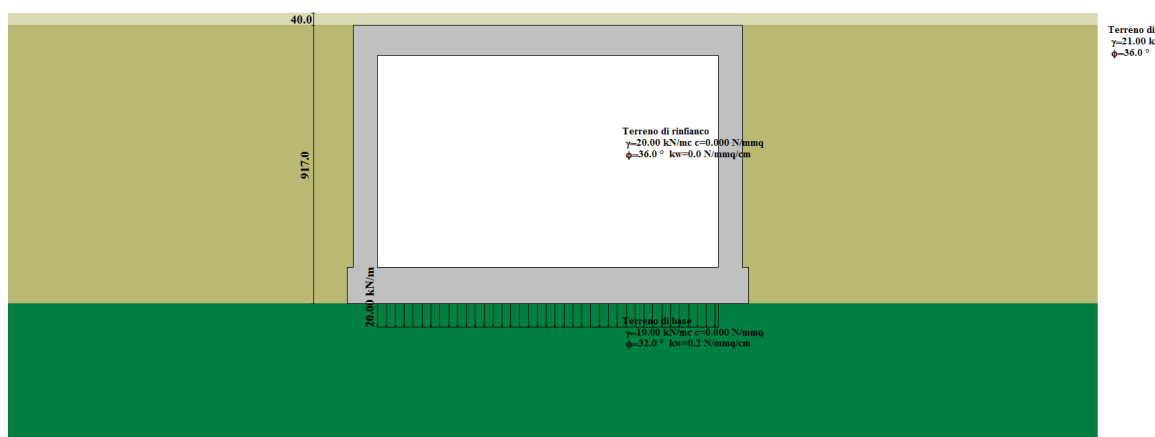 40.0
Terreno di
γ=21.00 k
ϕ=36.0 °
917.0
Terreno di rinfianco
γ=20.00 kN/mc c=0.000 N/mmq
ϕ=36.0 ° kw=0.0 N/mmq/cm
20.00 kN/m
Terreno di base
γ=19.00 kN/mc c=0.000 N/mmq
ϕ=32.0 ° kw=0.2 N/mmq/cm